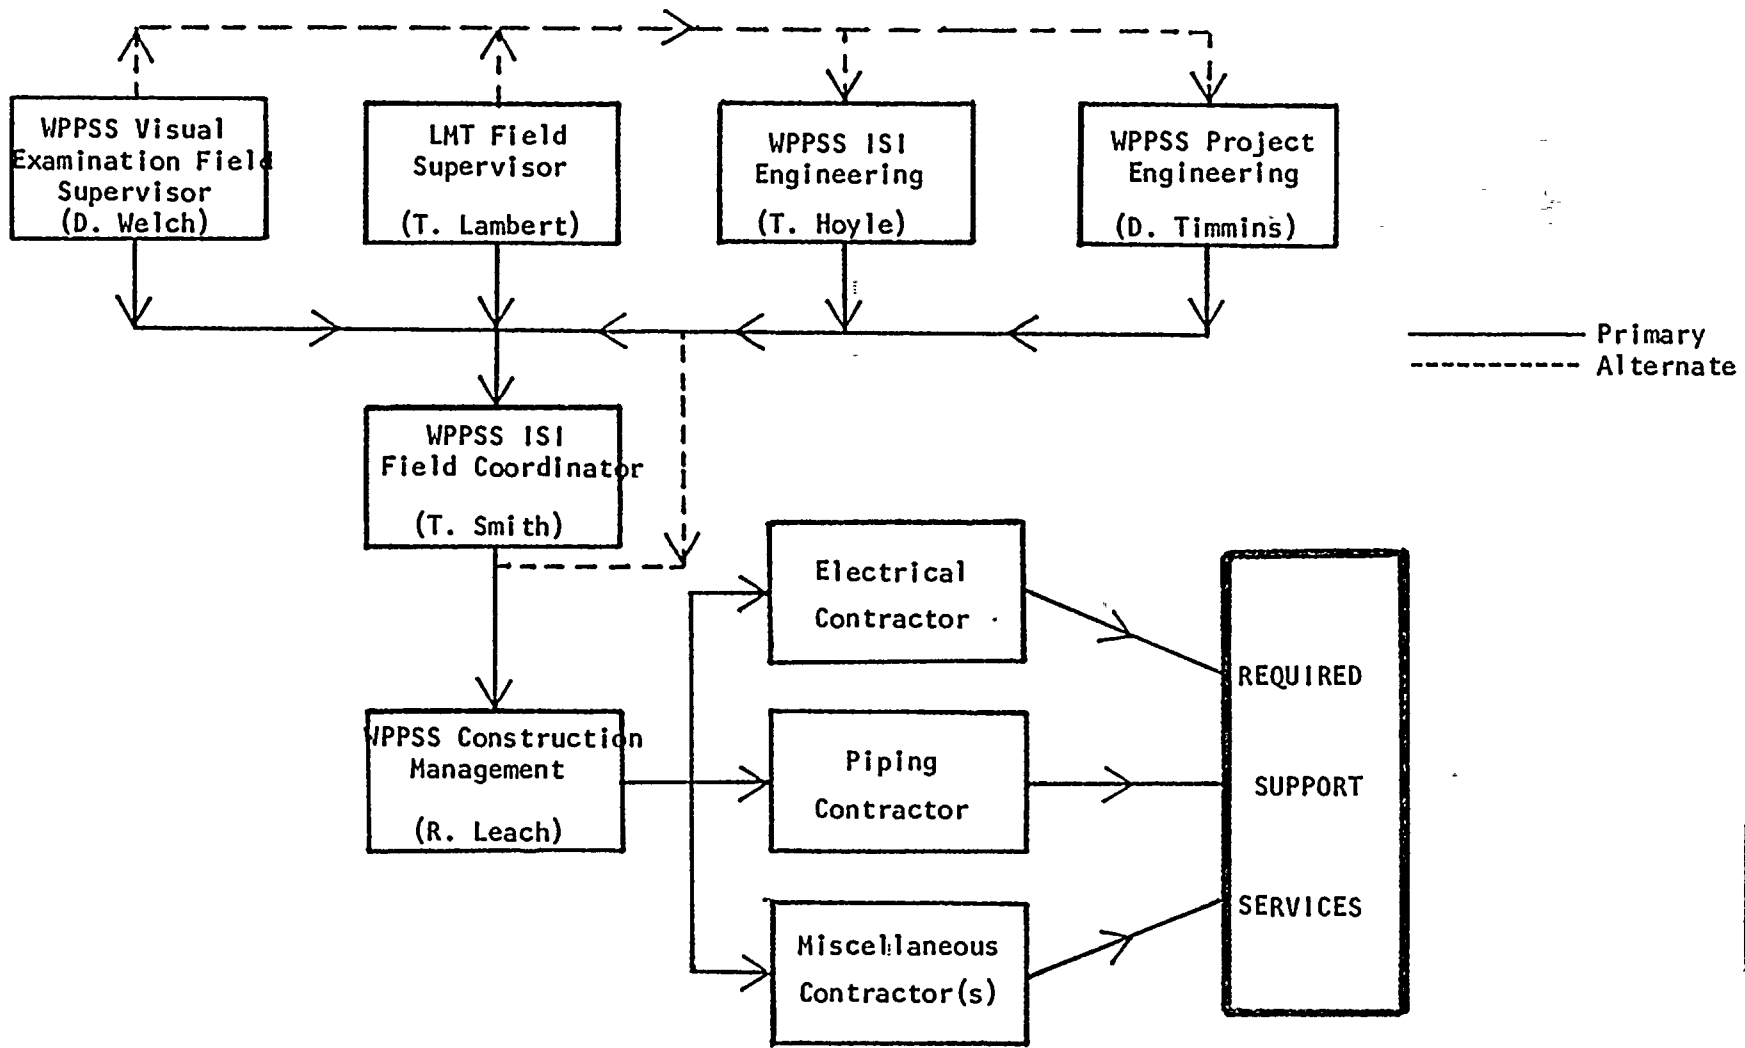 WPPSS Visual
Examination Field
Supervisor
(D. Welch)
LMT Field
Supervisor
(T. Lambert)
WPPSS ISI
Engineering
(T. Hoyle)
WPPSS Project
Engineering
(D. Timmins)
Primary
Alternate
WPPSS ISI
Field Coordinator
(T. Smith)
Electrical
Contractor
WPPSS Construction
Management
(R. Leach)
Piping
Contractor
Miscellaneous
Contractor(s)
REQUIRED
SUPPORT
SERVICES